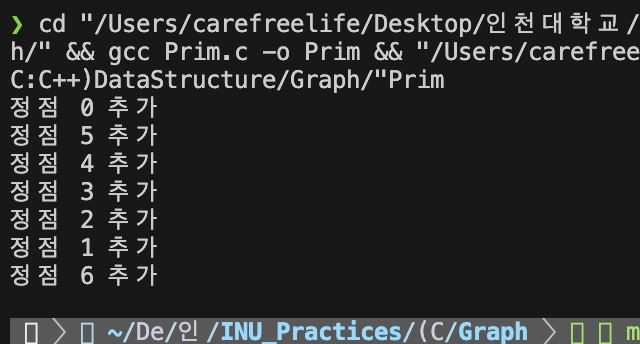 ❯ cd "/Users/carefreelife/Desktop/인천대학교/
h/" && gcc Prim.c -o Prim && "/Users/carefree
C:C++)DataStructure/Graph/"Prim
정점 0 추가
정점 5 추가
정점 4 추가
정점 3 추가
정점 2 추가
정점 1 추가
정점 6 추가
~/De/인/INU_Practices/(C/Graph m